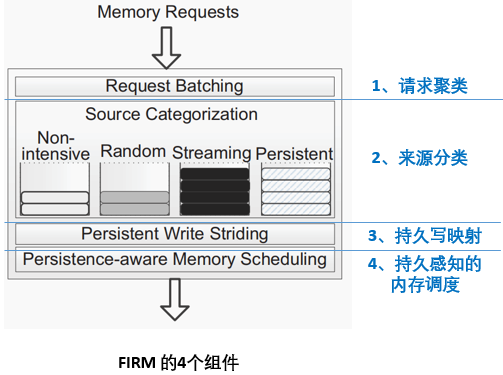 Memory Requests
Request Batching
1、请求聚类
Source Categorization
Non-
intensive
Random
Streaming
Persistent
2、来源分类
Persistent Write Striding
3、持久写映射
Persistence-aware Memory Scheduling
4、持久感知的
内存调度
FIRM 的4个组件